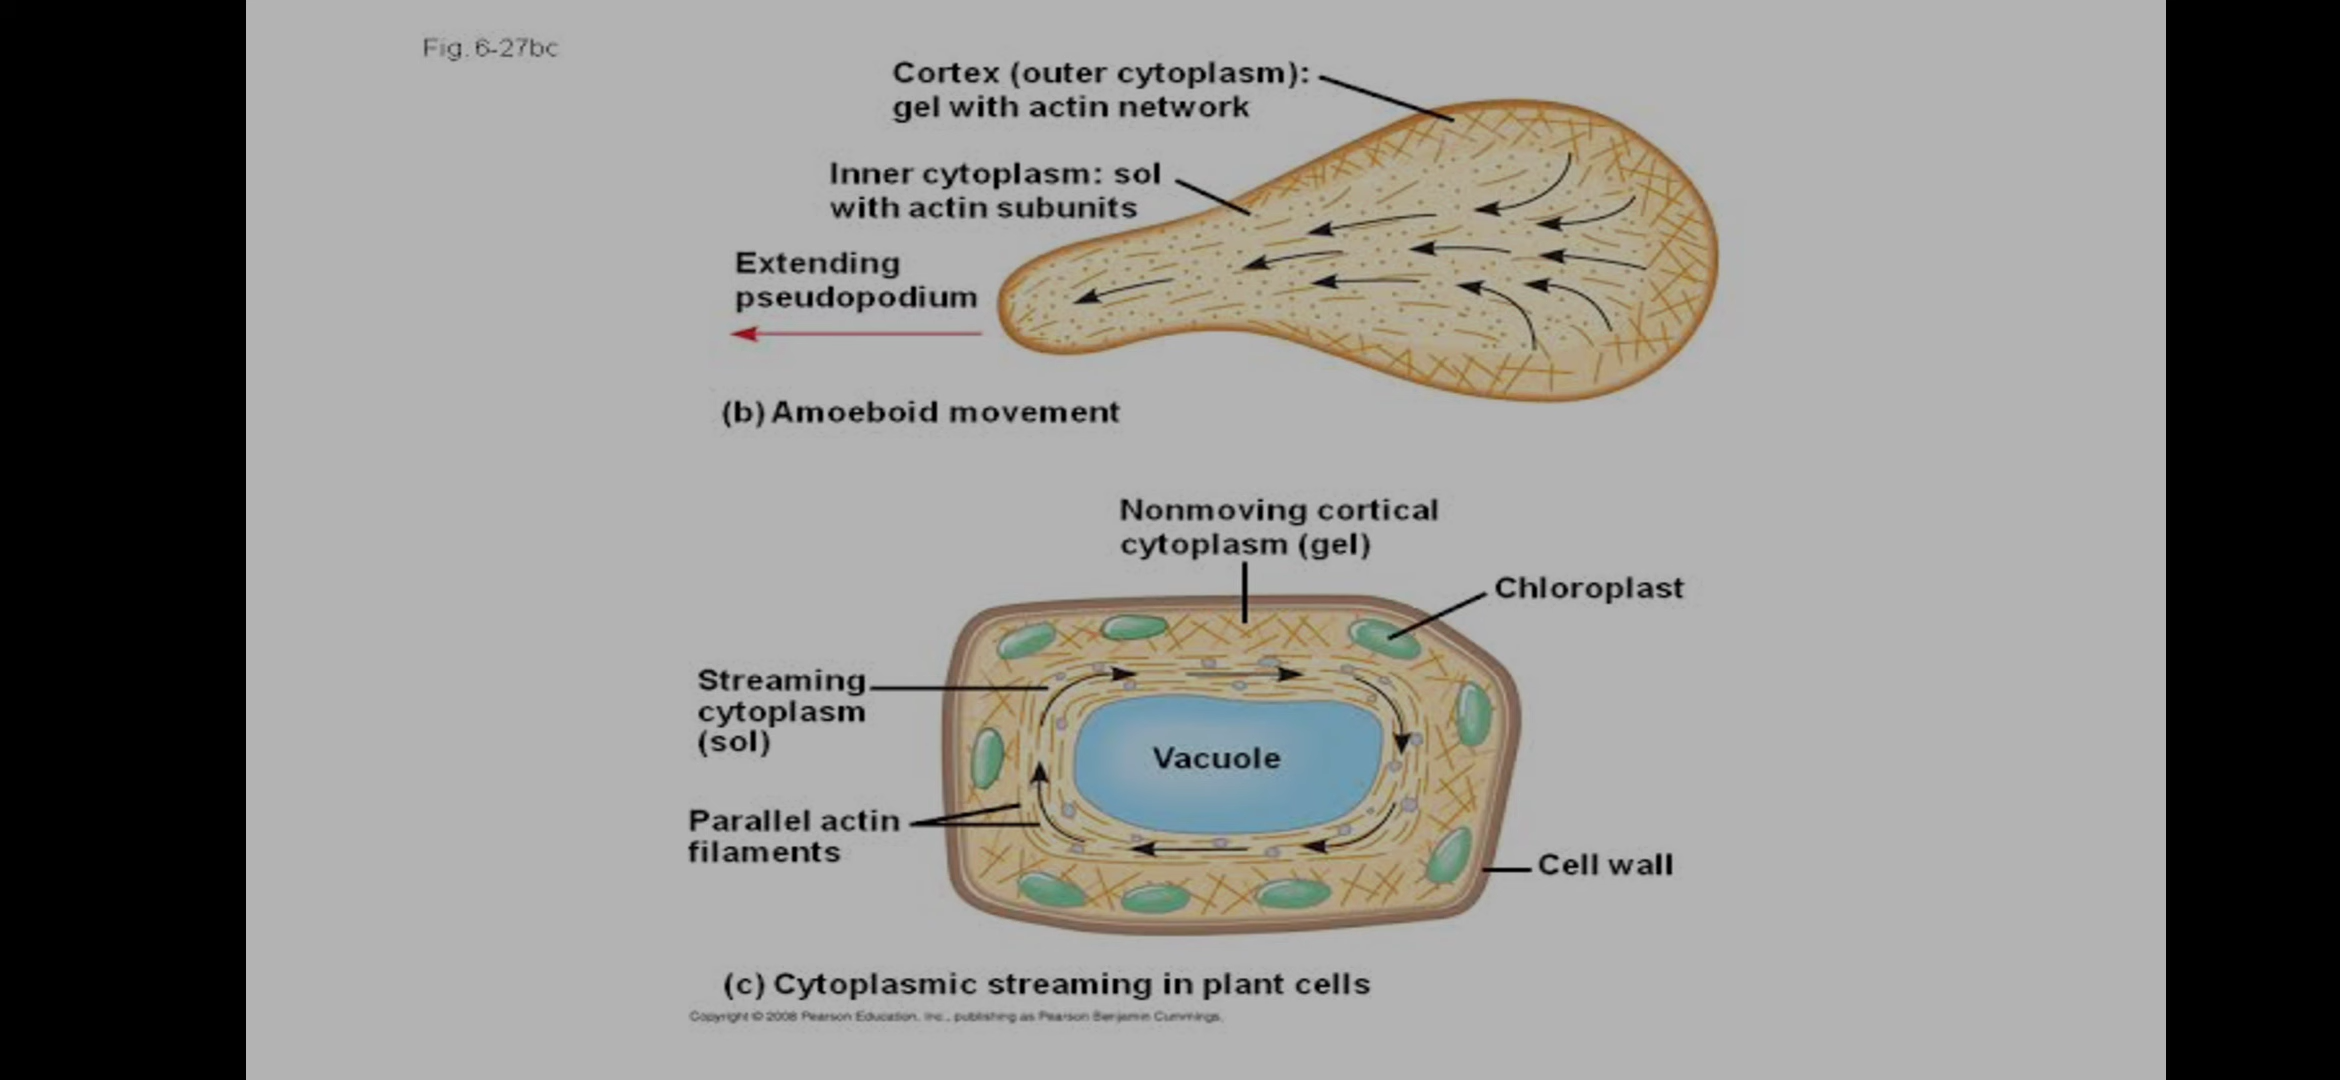 Fig. 6-27bc
Cortex (outer cytoplasm):
gel with actin network
Inner cytoplasm: sol
with actin subunits
Extending
pseudopodium
(b) Amoeboid movement
Nonmoving cortical
cytoplasm (gel)
Chloroplast
Streaming
cytoplasm
(sol)
Vacuole
Parallel actin
filaments
Cell wall
(c) Cytoplasmic streaming in plant cells
Copyright © 2008 Pearson Education, Inc., publishing as Pearson Benjamin Cummings.